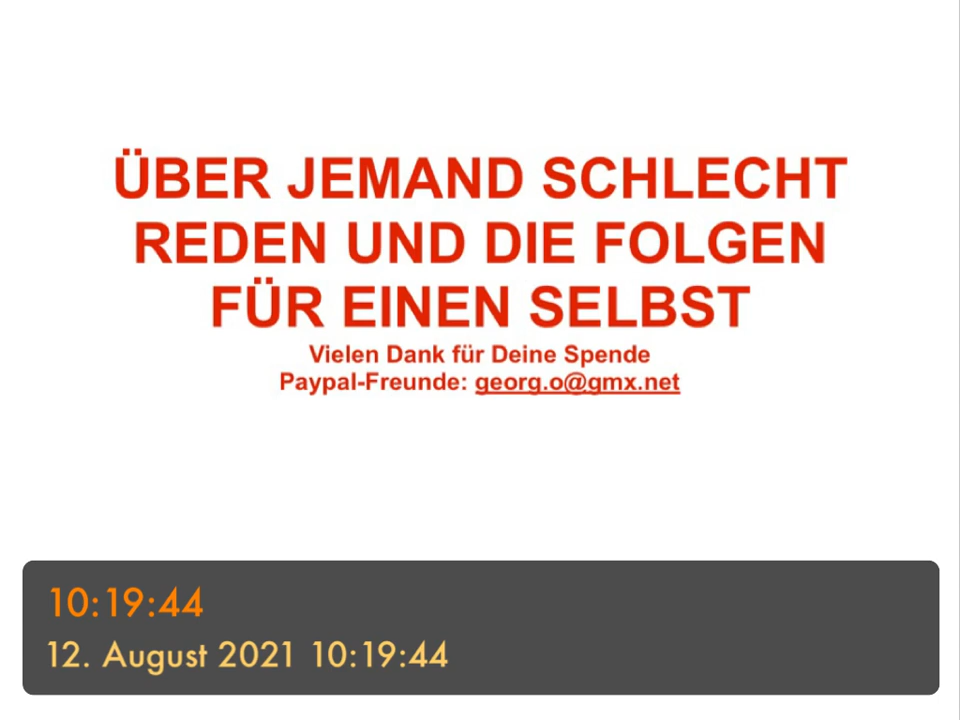 ÜBER JEMAND SCHLECHT
REDEN UND DIE FOLGEN
FÜR EINEN SELBST
Vielen Dank für Deine Spende
Paypal-Freunde: georg.o@gmx.net
10:19:44
12. August 2021 10:19:44